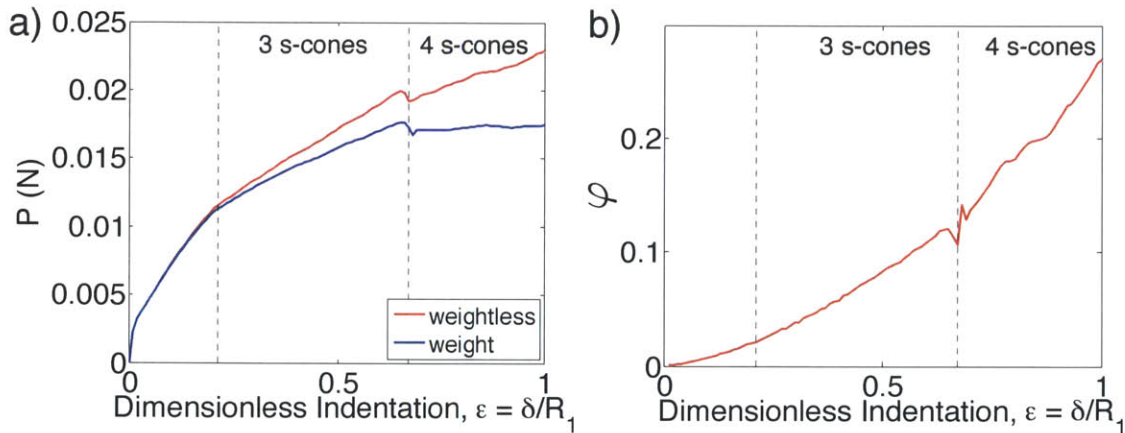 a)
0.025
0.02
0.015
0.01
0.005
0
P (N)
3 s-cones
4 s-cones
weightless
weight
0
0.5
1
Dimensionless Indentation, ε = δ/R₁
b)
0.2
0.1
0
φ
3 s-cones
4 s-cones
0
0.5
1
Dimensionless Indentation, ε = δ/R₁